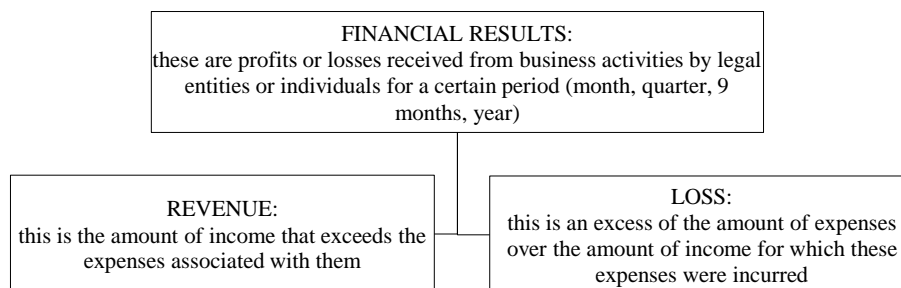 FINANCIAL RESULTS:
these are profits or losses received from business activities by legal
entities or individuals for a certain period (month, quarter, 9
months, year)
REVENUE:
this is the amount of income that exceeds the
expenses associated with them
LOSS:
this is an excess of the amount of expenses
over the amount of income for which these
expenses were incurred